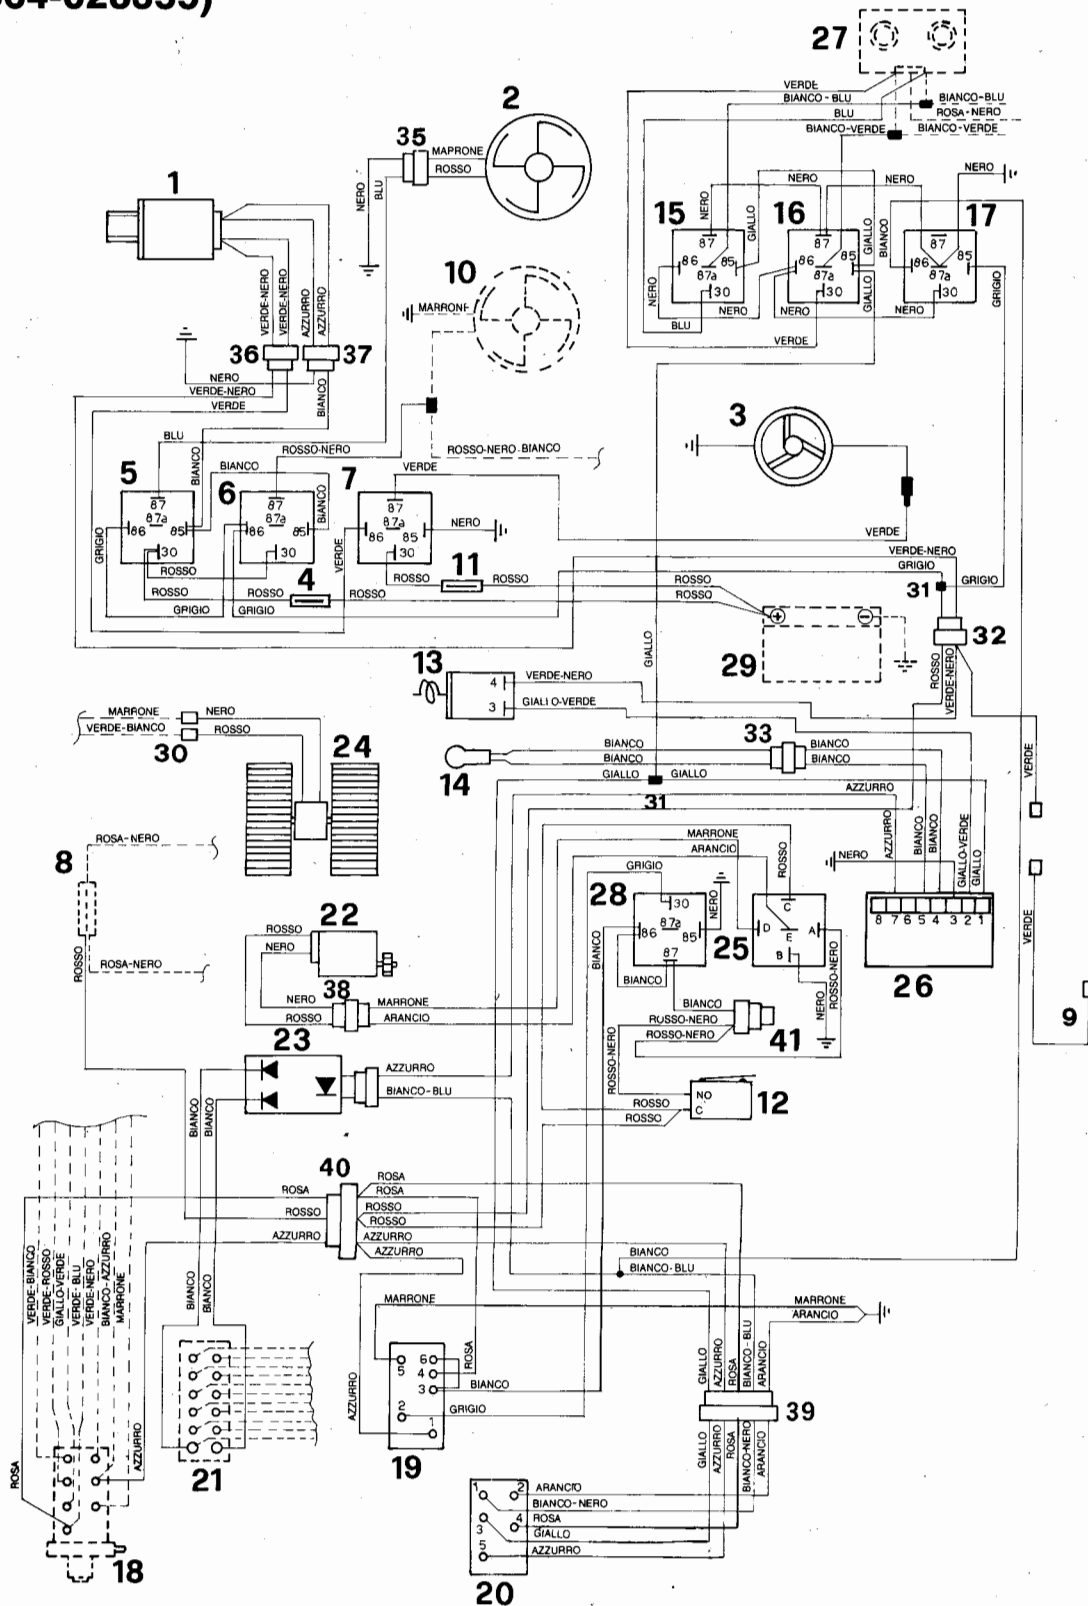 27
VERDE
BIANCO - BLU
BIANCO-BLU
BLU
ROSA-NERO
BIANCO-VERDE
BIANCO-VERDE
2
35
MAPRONE
ROSSO
NERO
BLU
1
NERO
NERO
NERO
15
16
17
NERO
GIALLO
GIALLO
BIANCO
87
87
87
86
85
86
85
86
85
87a
87a
87a
30
30
30
GIALLO
GRIGIO
NERO
NERO
NERO
NERO
BLU
VERDE
10
MARRONE
VERDE-NERO
VERDE-NERO
AZZURRO
AZZURRO
36
37
NERO
VERDE-NERO
VERDE
BIANCO
3
BLU
ROSSO-NERO
ROSSO-NERO BIANCO
BIANCO
BIANCO
VERDE
5
6
7
BIANCO
87
87
87
87a
87a
87a
86
85
86
85
86
85
30
30
30
NERO
GRIGIO
VERDE
VERDE
VERDE-NERO
GRIGIO
ROSSO
ROSSO
4
ROSSO
11
ROSSO
ROSSO
31
GRIGIO
ROSSO
ROSSO
ROSSO
GPIGIO
GRIGIO
+
−
29
32
GIALLO
ROSSO
VERDE-NERO
13
4
3
VERDE-NERO
GIALI O-VERDE
MARRONE
NERO
VERDE-BIANCO
ROSSO
30
24
33
BIANCO
BIANCO
BIANCO
BIANCO
14
GIALLO
GIALLO
31
AZZURRO
VERDE
ROSA-NERO
8
MARRONE
ARANCIO
ROSSO
GRIGIO
NERO
AZZURRO
BIANCO
BIANCO
GIALLO-VERDE
GIALLO
28
30
87a
86
85
87
NERO
25
C
D
E
A
B
8 7 6 5 4 3 2 1
26
22
ROSSO
NERO
ROSSO
ROSA-NERO
BIANCO
BIANCO
ROSSO-NERO
NERO
VERDE
38
NERO
ROSSO
MARRONE
ARANCIO
BIANCO
ROSSO-NERO
ROSSO-NERO
41
9
23
AZZURRO
BIANCO-BLU
ROSSO-NERO
NO
C
12
ROSSO
ROSSO
BIANCO
BIANCO
40
ROSA
ROSA
ROSA
ROSSO
ROSSO
ROSSO
AZZURRO
AZZURRO
AZZURRO
BIANCO
BIANCO-BLU
VERDE-BIANCO
VERDE-ROSSO
GIALLO-VERDE
VERDE-BLU
VERDE-NERO
BIANCO-AZZURRO
MARRONE
BIANCO
BIANCO
MARRONE
MARRONE
ARANCIO
ROSA
5
6
4
3
2
1
BIANCO
GRIGIO
AZZURRO
GIALLO
AZZURRO
ROSA
BIANCO - BLU
ARANCIO
39
19
21
AZZURRO
ROSA
GIALLO
AZZURRO
ROSA
BIANCO-NERO
ARANCIO
1
2
3
4
5
ARANCIO
BIANCO-NERO
ROSA
GIALLO
AZZURRO
18
20